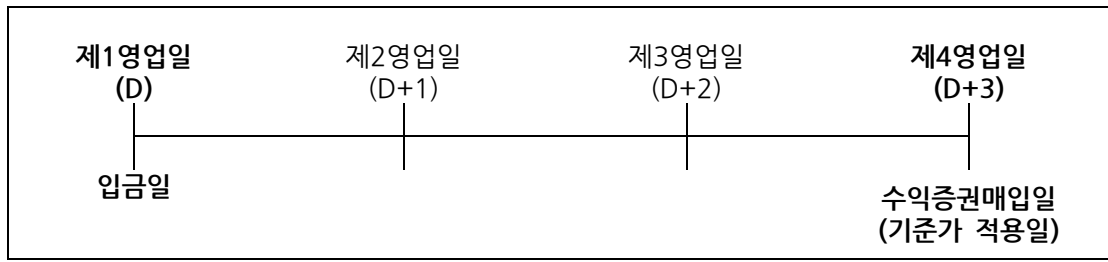 제1영업일 제2영업일 제3영업일 제4영업일
(D) (D+1) (D+2) (D+3)
입금일
수익증권매입일
(기준가 적용일)